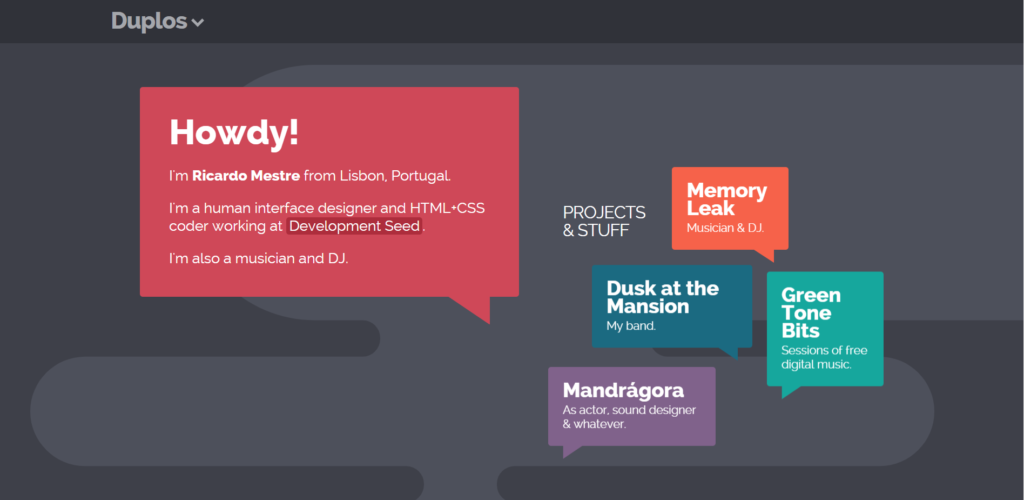 Duplos
Howdy!
I'm Ricardo Mestre from Lisbon, Portugal.
I'm a human interface designer and HTML+CSS
coder working at Development Seed.
I'm also a musician and DJ.
PROJECTS
& STUFF
Memory
Leak
Musician & DJ.
Dusk at the
Mansion
My band.
Green
Tone
Bits
Sessions of free
digital music.
Mandrágora
As actor, sound designer
& whatever.